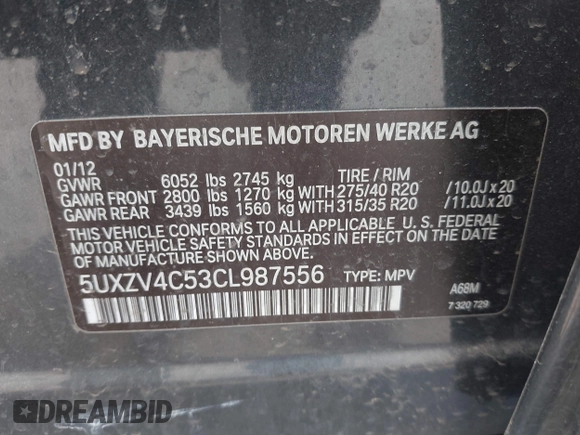 MFD BY BAYERISCHE MOTOREN WERKE AG
01/12 TIRE / RIM
GVWR 6052 lbs 2745 kg
GAWR FRONT 2800 lbs 1270 kg WITH 275/40 R20 /10.0J x 20
GAWR REAR 3439 lbs 1560 kg WITH 315/35 R20 /11.0J x 20
THIS VEHICLE CONFORMS TO ALL APPLICABLE U. S. FEDERAL
MOTOR VEHICLE SAFETY STANDARDS IN EFFECT ON THE
DATE OF MANUFACTURE SHOWN ABOVE.
5UXZV4C53CL987556 TYPE: MPV A68M
7 320 729
DREAMBID